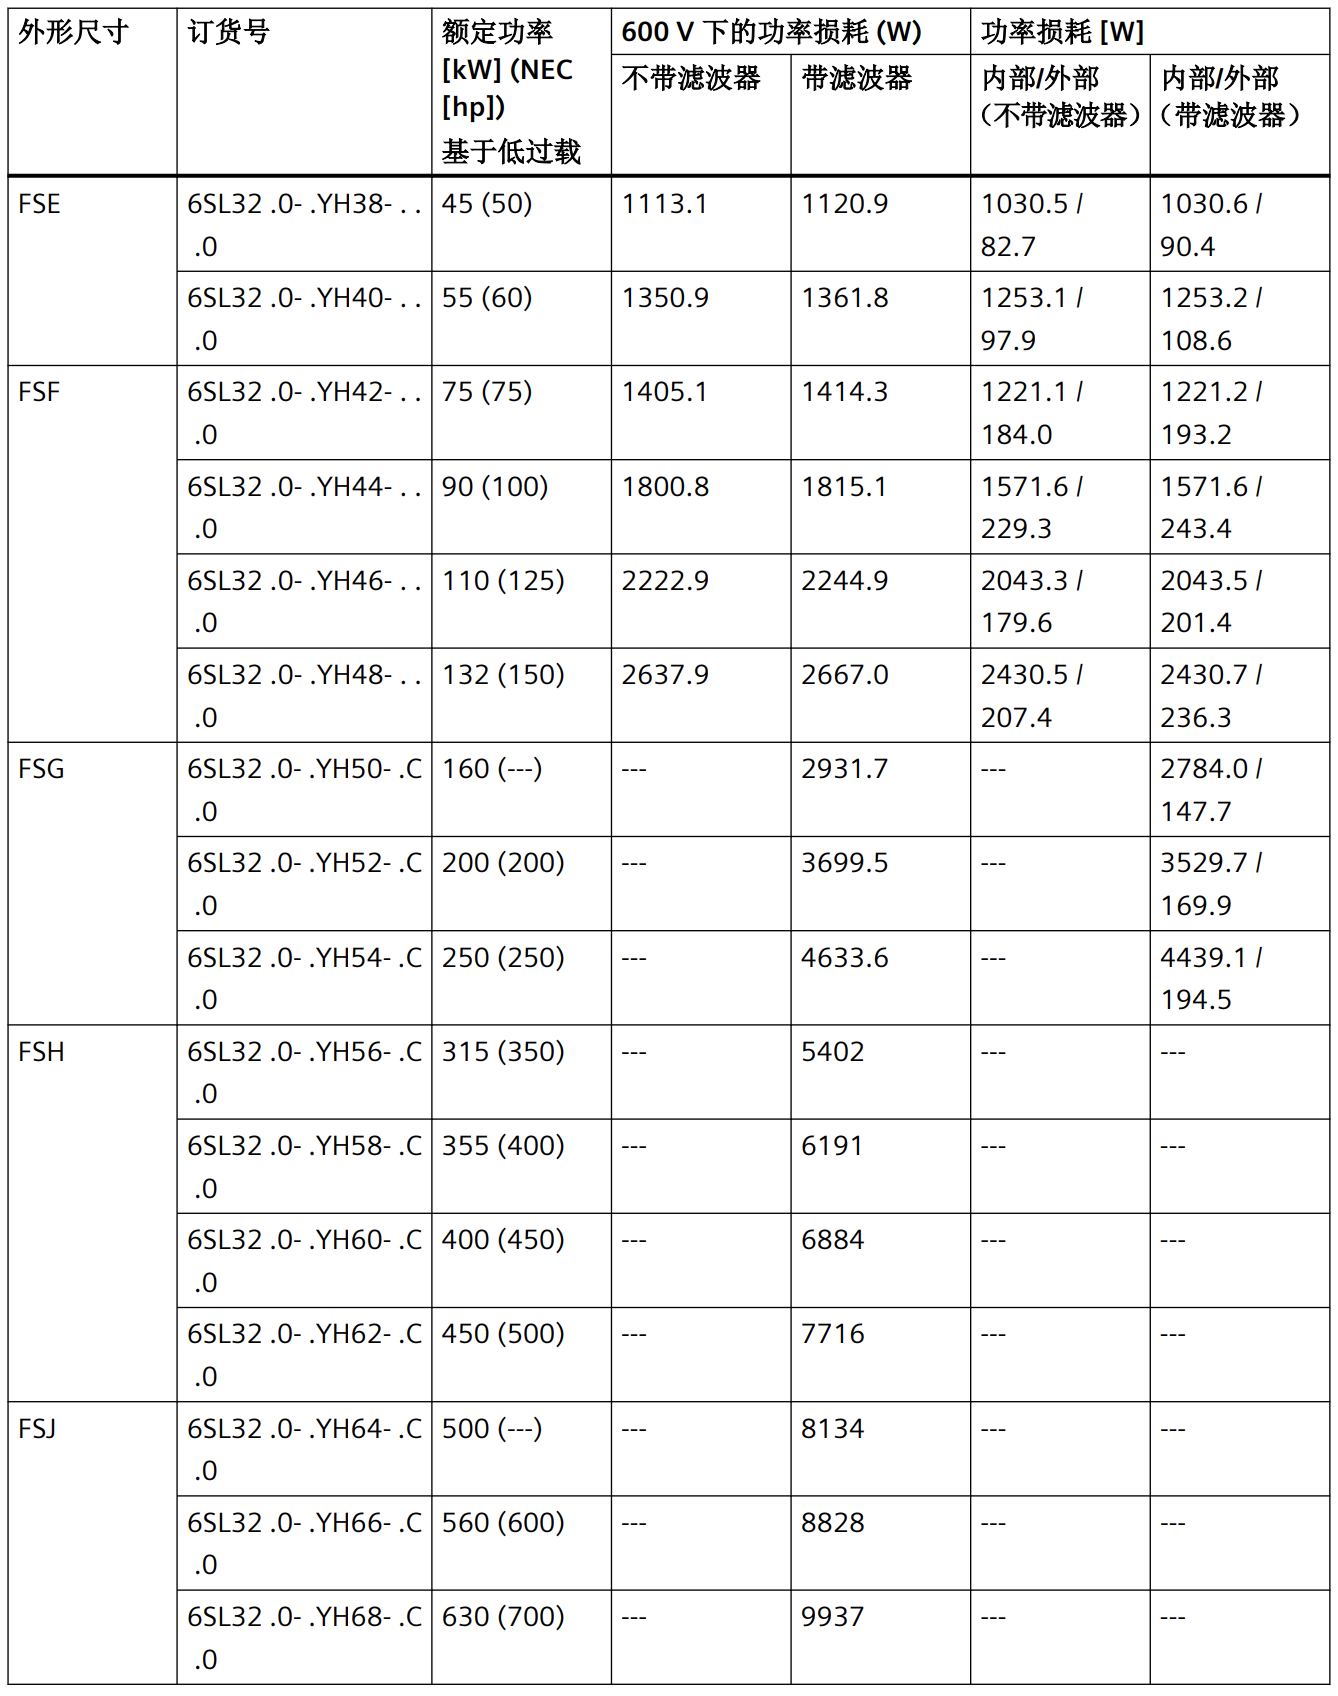 外形尺寸 订货号 额定功率 600 V 下的功率损耗 (W) 功率损耗 [W]
[kW] (NEC 不带滤波器 带滤波器 内部/外部 内部/外部
[hp]) （不带滤波器） （带滤波器）
基于低过载
FSE 6SL32 .0- .YH38- . . 45 (50) 1113.1 1120.9 1030.5 / 1030.6 /
.0 82.7 90.4
6SL32 .0- .YH40- . . 55 (60) 1350.9 1361.8 1253.1 / 1253.2 /
.0 97.9 108.6
FSF 6SL32 .0- .YH42- . . 75 (75) 1405.1 1414.3 1221.1 / 1221.2 /
.0 184.0 193.2
6SL32 .0- .YH44- . . 90 (100) 1800.8 1815.1 1571.6 / 1571.6 /
.0 229.3 243.4
6SL32 .0- .YH46- . . 110 (125) 2222.9 2244.9 2043.3 / 2043.5 /
.0 179.6 201.4
6SL32 .0- .YH48- . . 132 (150) 2637.9 2667.0 2430.5 / 2430.7 /
.0 207.4 236.3
FSG 6SL32 .0- .YH50- .C 160 (---) --- 2931.7 --- 2784.0 /
.0 147.7
6SL32 .0- .YH52- .C 200 (200) --- 3699.5 --- 3529.7 /
.0 169.9
6SL32 .0- .YH54- .C 250 (250) --- 4633.6 --- 4439.1 /
.0 194.5
FSH 6SL32 .0- .YH56- .C 315 (350) --- 5402 --- ---
.0
6SL32 .0- .YH58- .C 355 (400) --- 6191 --- ---
.0
6SL32 .0- .YH60- .C 400 (450) --- 6884 --- ---
.0
6SL32 .0- .YH62- .C 450 (500) --- 7716 --- ---
.0
FSJ 6SL32 .0- .YH64- .C 500 (---) --- 8134 --- ---
.0
6SL32 .0- .YH66- .C 560 (600) --- 8828 --- ---
.0
6SL32 .0- .YH68- .C 630 (700) --- 9937 --- ---
.0